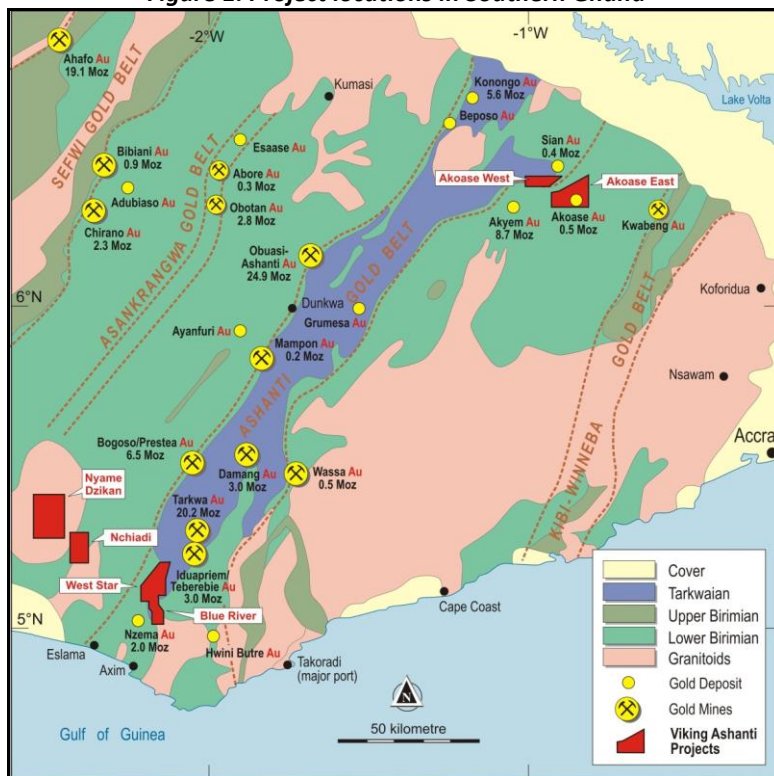 Figure 1: Project locations in Southern Ghana
-2°W
-1°W
Ahafo Au
19.1 Moz
SEFWI GOLD BELT
Kumasi
Konongo Au
5.6 Moz
Beposo Au
Lake Volta
Bibiani Au
0.9 Moz
Adubiaso
Chirano Au
2.3 Moz
Esaase Au
Abore Au
0.3 Moz
Obotan Au
2.8 Moz
ASANKRANGWA GOLD BELT
Sian Au
0.4 Moz
Akoase West
Akoase East
Akyem Au
8.7 Moz
Akoase Au
0.5 Moz
Kwabeng Au
Obuasi-
Ashanti Au
24.9 Moz
6°N
Dunkwa
Grumesa Au
ASHANTI GOLD BELT
Koforidua
Ayanfuri Au
Mampon Au
0.2 Moz
KIBI-WINNEBA GOLD BELT
Nsawam
Accra
Bogoso/Prestea Au
6.5 Moz
Damang Au
3.0 Moz
Wassa Au
0.5 Moz
Nyame
Dzikan
Nchiadi
Tarkwa Au
20.2 Moz
Iduapriem/
Teberebie Au
3.0 Moz
West Star
Blue River
5°N
Nzema Au
2.0 Moz
Hwini Butre Au
Eslama
Axim
Takoradi
(major port)
Cape Coast
Gulf of Guinea
N
50 kilometre
Cover
Tarkwaian
Upper Birimian
Lower Birimian
Granitoids
Gold Deposit
Gold Mines
Viking Ashanti
Projects